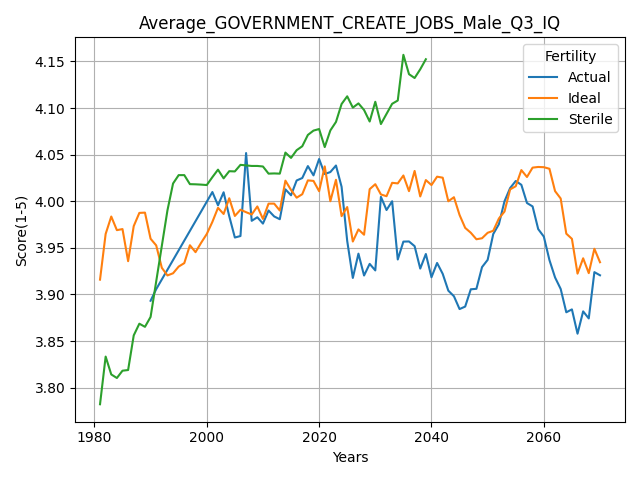 Average_GOVERNMENT_CREATE_JOBS_Male_Q3_IQ
Fertility
Actual
Ideal
Sterile
Score(1-5)
4.15
4.10
4.05
4.00
3.95
3.90
3.85
3.80
1980
2000
2020
2040
2060
Years